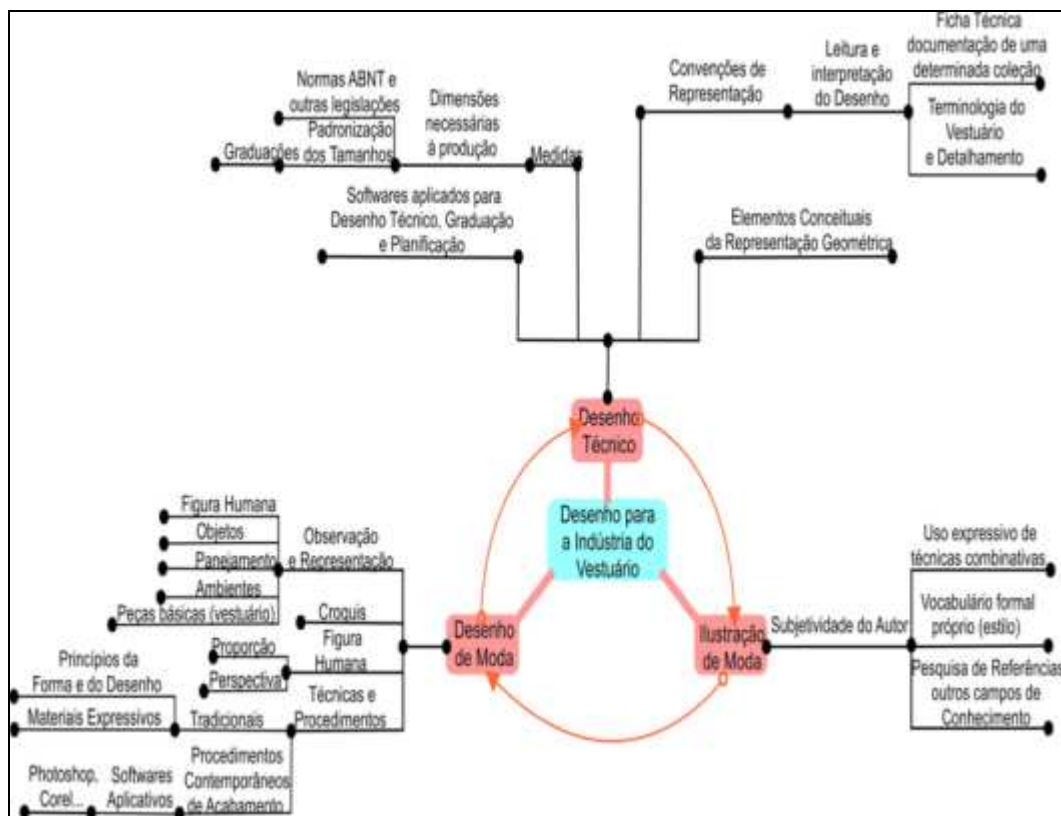 Ficha Técnica
documentação de uma
determinada coleção
Leitura e
interpretação
do Desenho
Convenções de
Representação
Terminologia do
Vestuário
e Detalhamento
Normas ABNT e
outras legislações
Padronização
dos Tamanhos
Graduações
Dimensões
necessárias
à produção
Medidas
Softwares aplicados para
Desenho Técnico, Graduação
e Planificação
Elementos Conceituais
da Representação Geométrica
Desenho
Técnico
Desenho para
a Indústria do
Vestuário
Desenho
de Moda
Ilustração
de Moda
Figura Humana
Objetos
Panejamento
Ambientes
Peças básicas (vestuário)
Observação
e Representação
Croquis
Figura
Humana
Proporção
Perspectiva
Técnicas e
Procedimentos
Tradicionais
Princípios da
Forma e do Desenho
Materiais Expressivos
Procedimentos
Contemporâneos
de Acabamento
Softwares
Aplicativos
Photoshop,
Corel...
Subjetividade do Autor
Uso expressivo de
técnicas combinativas
Vocabulário formal
próprio (estilo)
Pesquisa de Referências
outros campos de
Conhecimento